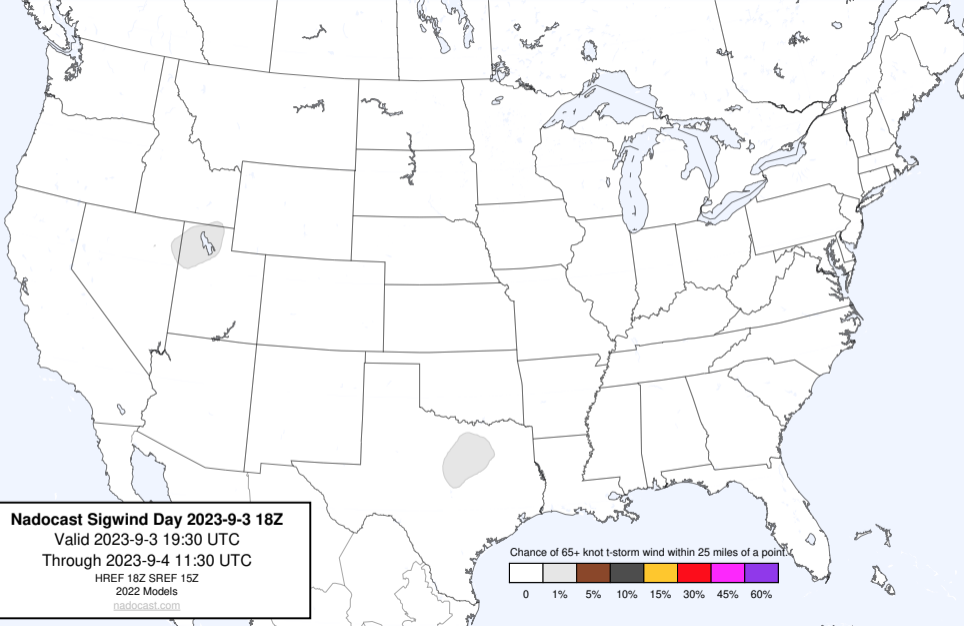 Nadocast Sigwind Day 2023-9-3 18Z
Valid 2023-9-3 19:30 UTC
Through 2023-9-4 11:30 UTC
HREF 18Z SREF 15Z
2022 Models
nadocast.com
Chance of 65+ knot t-storm wind within 25 miles of a point.
0 1% 5% 10% 15% 30% 45% 60%